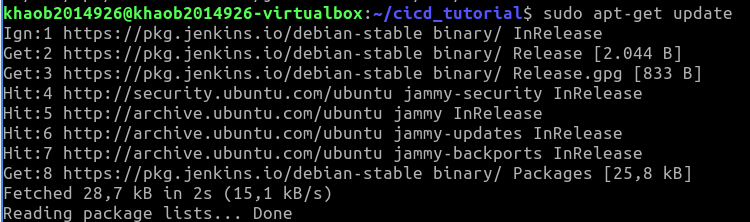 khaob2014926@khaob2014926-virtualbox:~/cicd_tutorial$ sudo apt-get update
Ign:1 https://pkg.jenkins.io/debian-stable binary/ InRelease
Get:2 https://pkg.jenkins.io/debian-stable binary/ Release [2.044 B]
Get:3 https://pkg.jenkins.io/debian-stable binary/ Release.gpg [833 B]
Hit:4 http://security.ubuntu.com/ubuntu jammy-security InRelease
Hit:5 http://archive.ubuntu.com/ubuntu jammy InRelease
Hit:6 http://archive.ubuntu.com/ubuntu jammy-updates InRelease
Hit:7 http://archive.ubuntu.com/ubuntu jammy-backports InRelease
Get:8 https://pkg.jenkins.io/debian-stable binary/ Packages [25,8 kB]
Fetched 28,7 kB in 2s (15,1 kB/s)
Reading package lists... Done